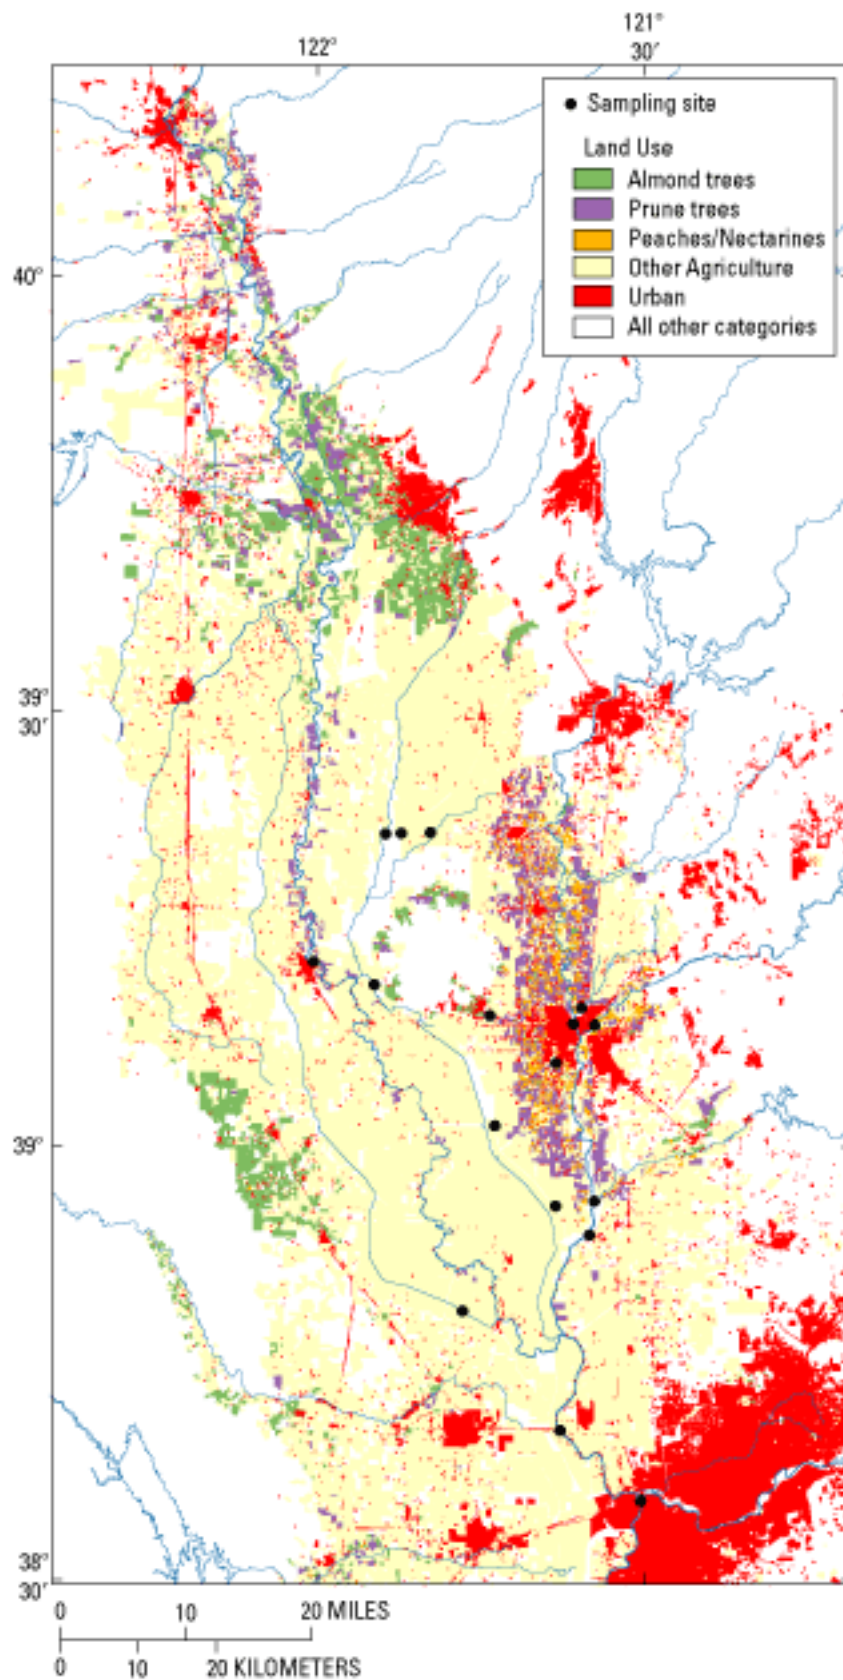 122°
121°
30′
Sampling site
Land Use
Almond trees
Prune trees
Peaches/Nectarines
Other Agriculture
Urban
All other categories
40°
39°
30′
39°
38°
30′
0 10 20 MILES
0 10 20 KILOMETERS